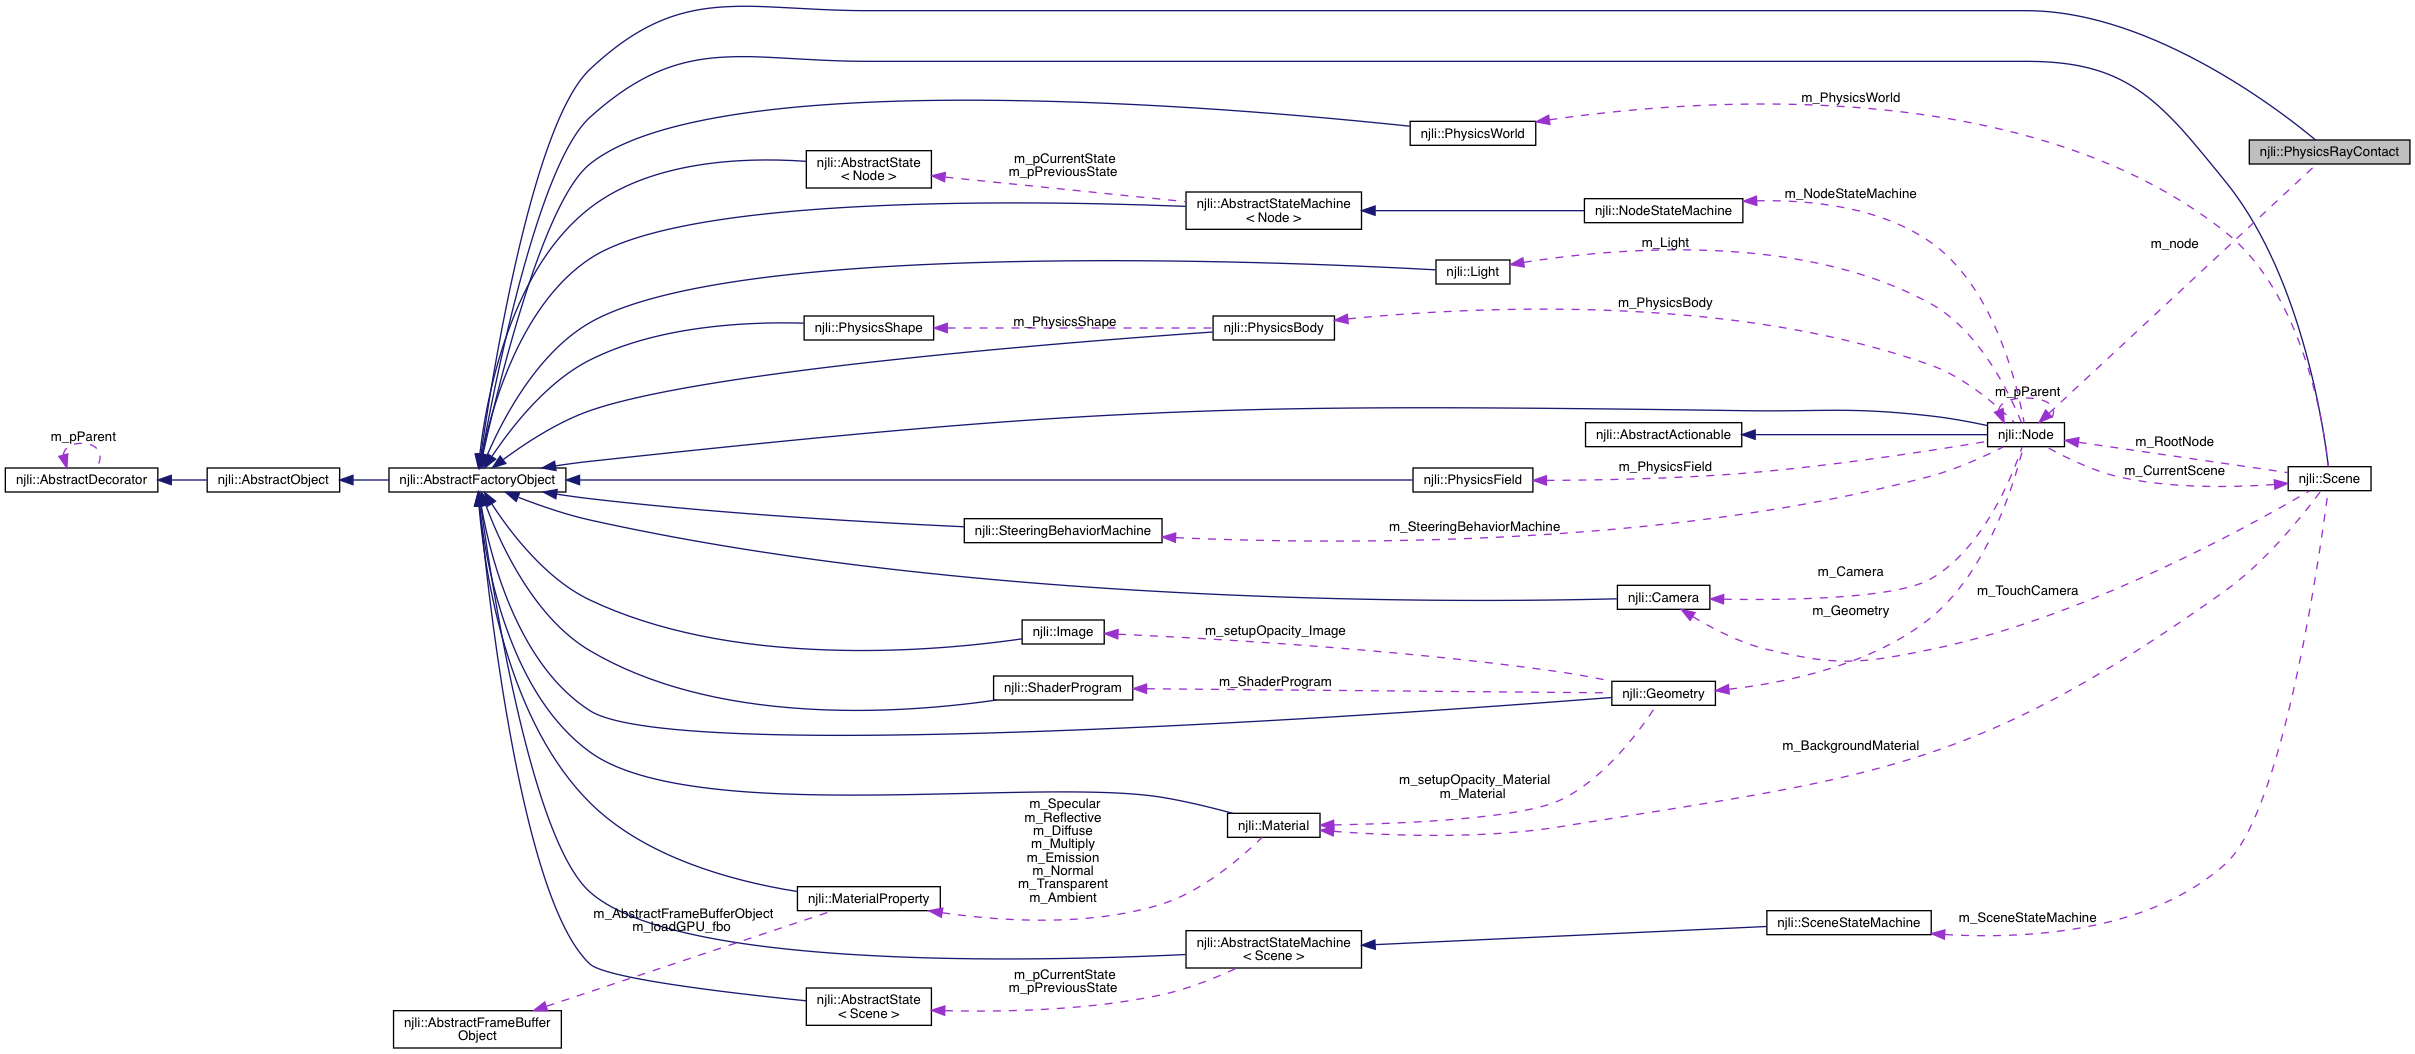 m_PhysicsWorld
njli::PhysicsWorld
njli::PhysicsRayContact
njli::AbstractState
< Node >
m_pCurrentState
m_pPreviousState
njli::AbstractStateMachine
< Node >
njli::NodeStateMachine
m_NodeStateMachine
m_Light
m_node
njli::Light
m_PhysicsBody
njli::PhysicsShape
m_PhysicsShape
njli::PhysicsBody
m_pParent
m_pParent
njli::AbstractActionable
njli::Node
m_RootNode
njli::AbstractDecorator
njli::AbstractObject
njli::AbstractFactoryObject
njli::PhysicsField
m_PhysicsField
m_CurrentScene
njli::Scene
njli::SteeringBehaviorMachine
m_SteeringBehaviorMachine
m_Camera
njli::Camera
m_TouchCamera
m_Geometry
njli::Image
m_setupOpacity_Image
njli::ShaderProgram
m_ShaderProgram
njli::Geometry
m_BackgroundMaterial
m_setupOpacity_Material
m_Material
m_Specular
m_Reflective
m_Diffuse
m_Multiply
m_Emission
m_Normal
m_Transparent
m_Ambient
njli::Material
njli::MaterialProperty
m_AbstractFrameBufferObject
m_loadGPU_fbo
njli::SceneStateMachine
m_SceneStateMachine
njli::AbstractStateMachine
< Scene >
m_pCurrentState
m_pPreviousState
njli::AbstractState
< Scene >
njli::AbstractFrameBuffer
Object